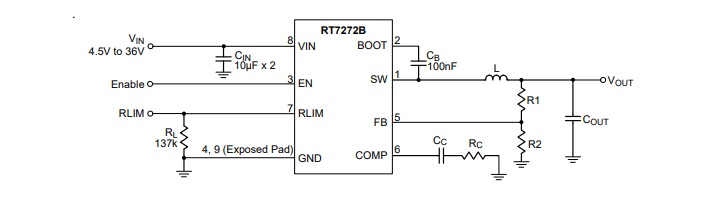 RT7272B
VIN
4.5V to 36V
8
VIN
CIN
10μF x 2
BOOT
2
CB
100nF
Enable
3
EN
SW
1
L
VOUT
R1
RLIM
7
RLIM
FB
5
COUT
RL
137k
R2
4, 9 (Exposed Pad)
GND
COMP
6
CC
RC